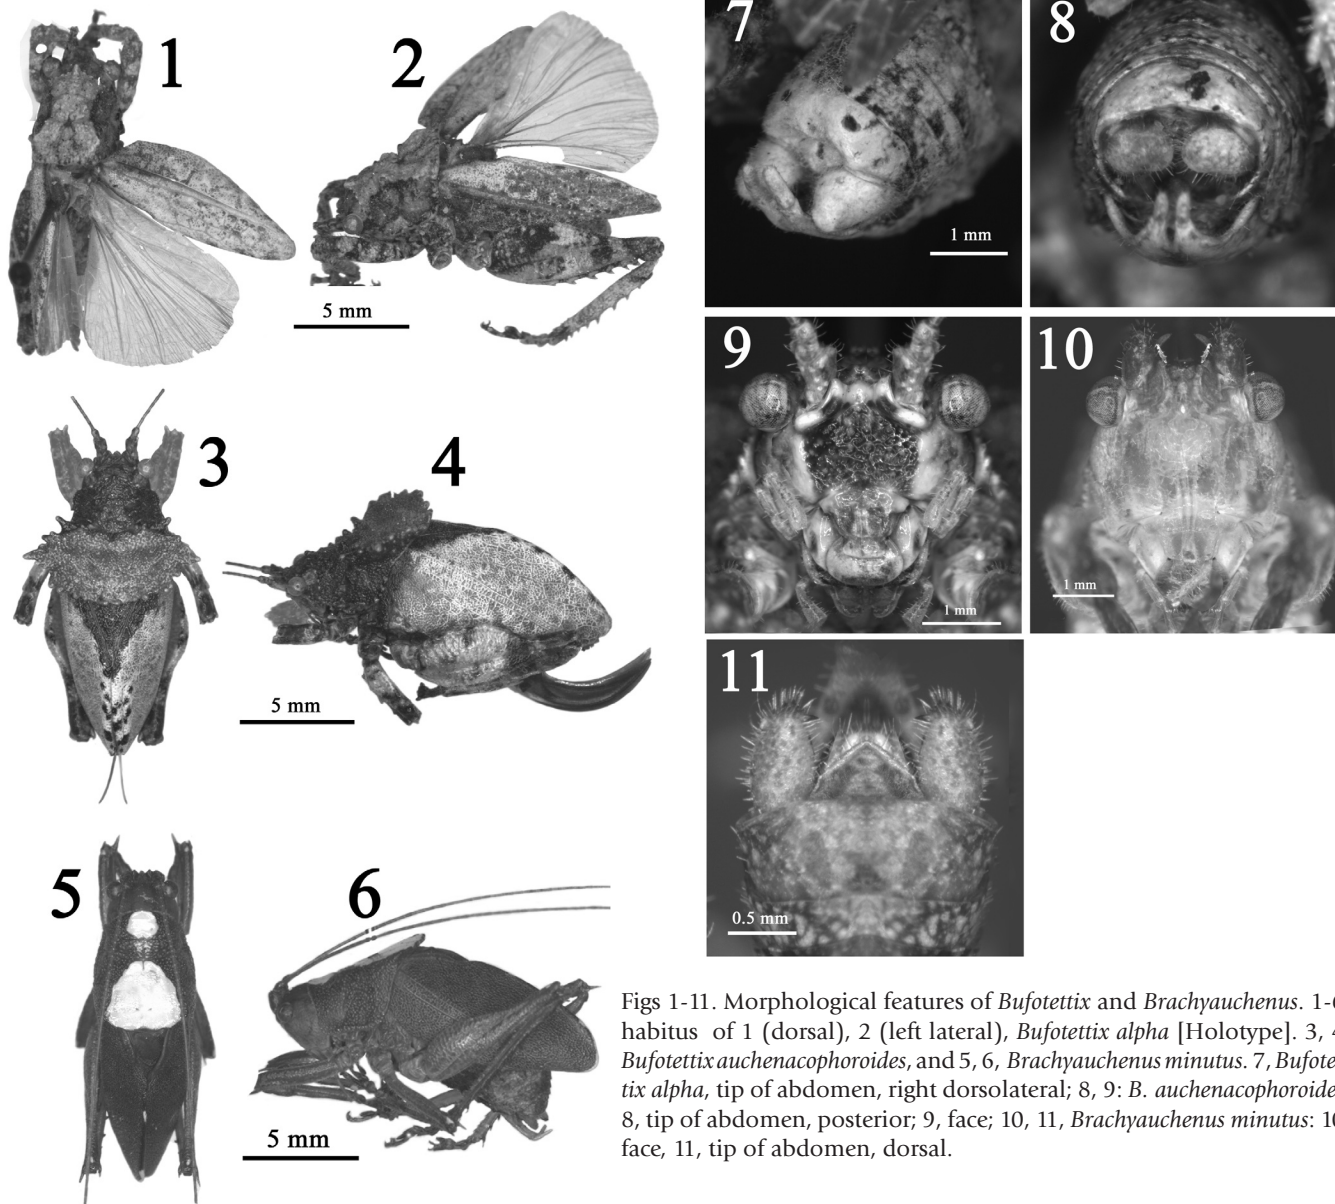 1
2
5 mm
3
4
5 mm
5
6
5 mm
7
1 mm
8
9
1 mm
10
1 mm
11
0.5 mm
Figs 1-11. Morphological features of Bufotettix and Brachyauchenus. 1-6
habitus of 1 (dorsal), 2 (left lateral), Bufotettix alpha [Holotype]. 3, 4
Bufotettix auchenacophoroides, and 5, 6, Brachyauchenus minutus. 7, Bufotet-
tix alpha, tip of abdomen, right dorsolateral; 8, 9: B. auchenacophoroide
8, tip of abdomen, posterior; 9, face; 10, 11, Brachyauchenus minutus: 10
face, 11, tip of abdomen, dorsal.